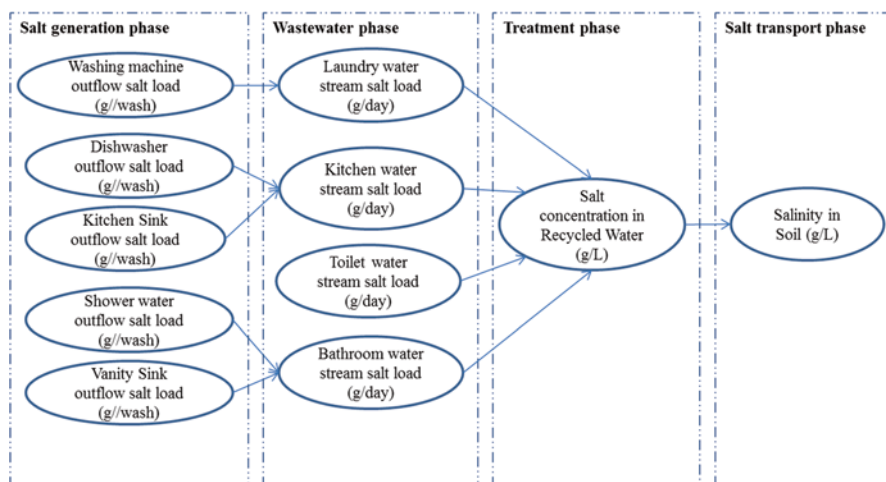 Salt generation phase
Washing machine
outflow salt load
(g//wash)
Dishwasher
outflow salt load
(g//wash)
Kitchen Sink
outflow salt load
(g//wash)
Shower water
outflow salt load
(g//wash)
Vanity Sink
outflow salt load
(g//wash)
Wastewater phase
Laundry water
stream salt load
(g/day)
Kitchen water
stream salt load
(g/day)
Toilet water
stream salt load
(g/day)
Bathroom water
stream salt load
(g/day)
Treatment phase
Salt
concentration in
Recycled Water
(g/L)
Salt transport phase
Salinity in
Soil (g/L)